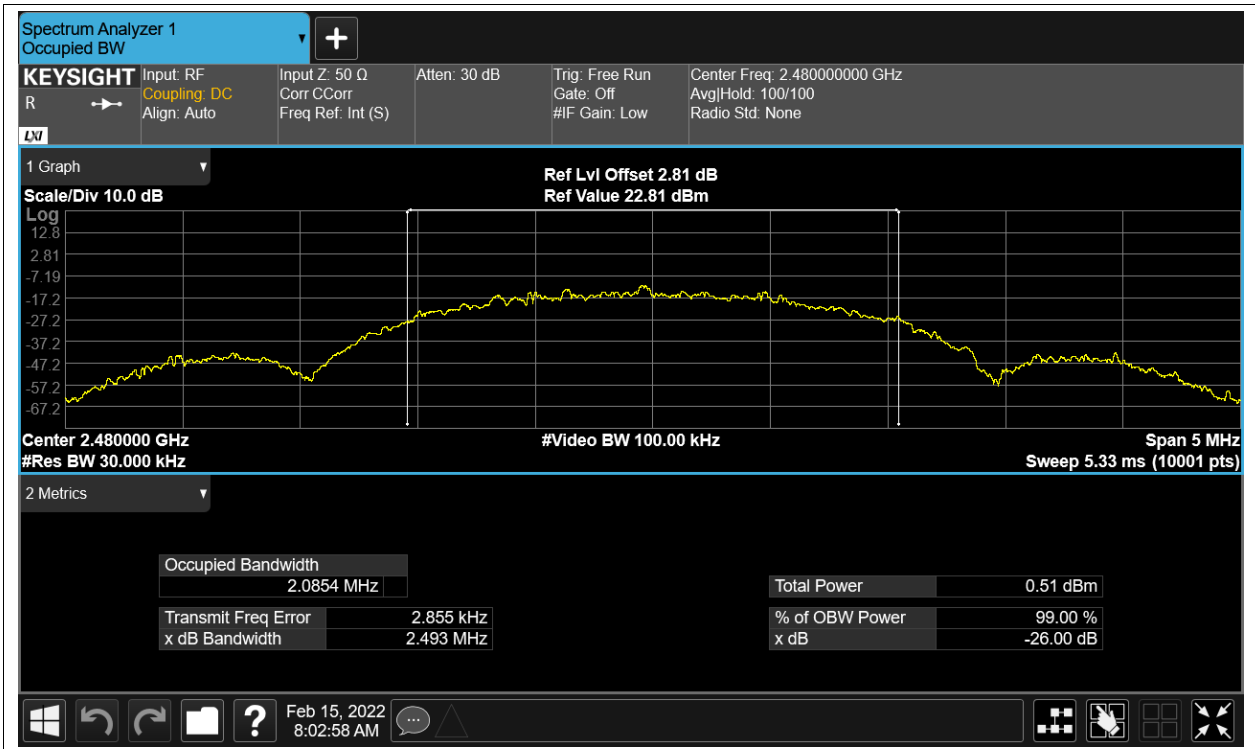 Spectrum Analyzer 1
Occupied BW
KEYSIGHT
R
LXI
Input: RF
Coupling: DC
Align: Auto
Input Z: 50 Ω
Corr CCorr
Freq Ref: Int (S)
Atten: 30 dB
Trig: Free Run
Gate: Off
#IF Gain: Low
Center Freq: 2.480000000 GHz
Avg|Hold: 100/100
Radio Std: None
1 Graph
Scale/Div 10.0 dB
Ref Lvl Offset 2.81 dB
Ref Value 22.81 dBm
Log
12.8
2.81
-7.19
-17.2
-27.2
-37.2
-47.2
-57.2
-67.2
Center 2.480000 GHz
#Res BW 30.000 kHz
#Video BW 100.00 kHz
Span 5 MHz
Sweep 5.33 ms (10001 pts)
2 Metrics
Occupied Bandwidth
2.0854 MHz
Transmit Freq Error 2.855 kHz
x dB Bandwidth 2.493 MHz
Total Power 0.51 dBm
% of OBW Power 99.00 %
x dB -26.00 dB
?
Feb 15, 2022
8:02:58 AM